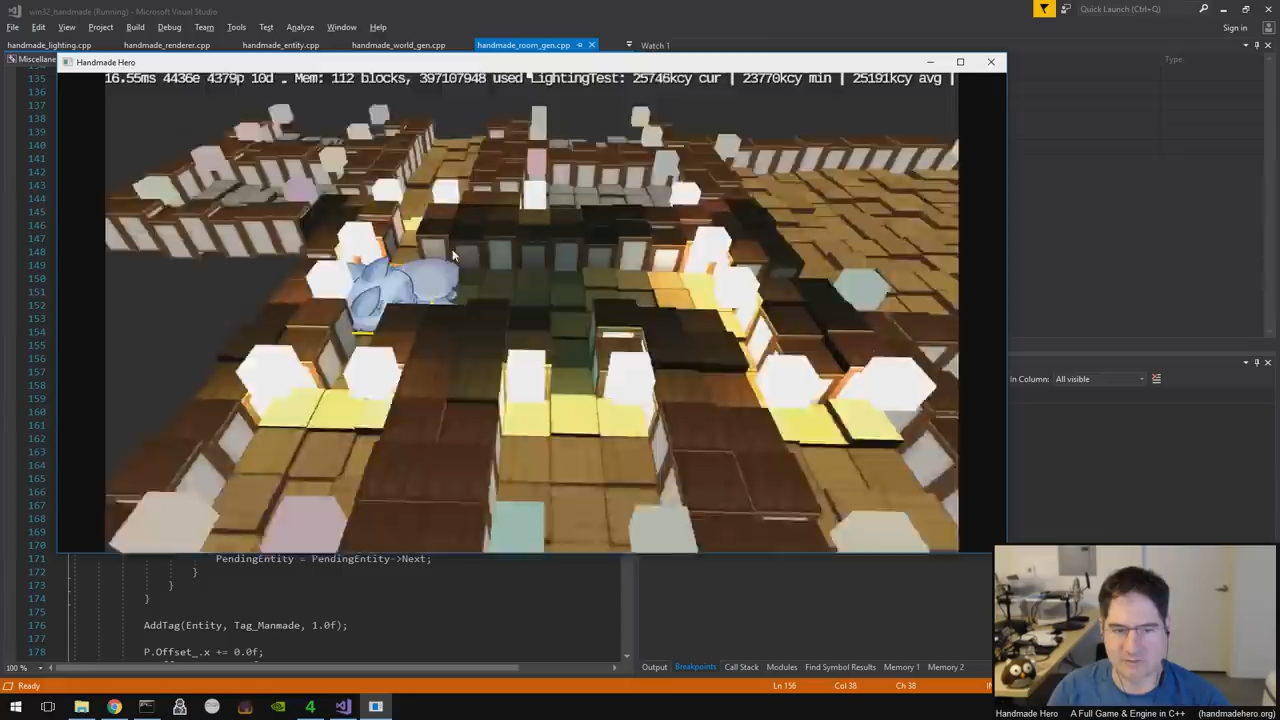 win32_handmade (Running) - Microsoft Visual Studio
Quick Launch (Ctrl+Q)
File Edit View Project Build Debug Team Tools Test Analyze Window Help
Sign in
handmade_lighting.cpp handmade_renderer.cpp handmade_entity.cpp handmade_world_gen.cpp handmade_room_gen.cpp
Watch 1
Miscellane
Type
Handmade Hero
16.55ms 4436e 4379p 10d . Mem: 112 blocks, 397107948 used LightingTest: 25746kcy cur | 23770kcy min | 25191kcy avg |
135
136
137
138
139
140
141
142
143
144
145
146
147
148
149
150
151
152
153
154
155
156
157
158
159
160
161
162
163
164
165
166
167
168
169
170
171 PendingEntity = PendingEntity->Next;
172 }
173 }
174 }
175
176 AddTag(Entity, Tag_Manmade, 1.0f);
177
178 P.Offset_.x += 0.0f;
In Column: All visible
100 %
Output Breakpoints Call Stack Modules Find Symbol Results Memory 1 Memory 2
Ready
Ln 156 Col 38 Ch 38
Handmade Hero A Full Game & Engine in C++ (handmadehero.org)